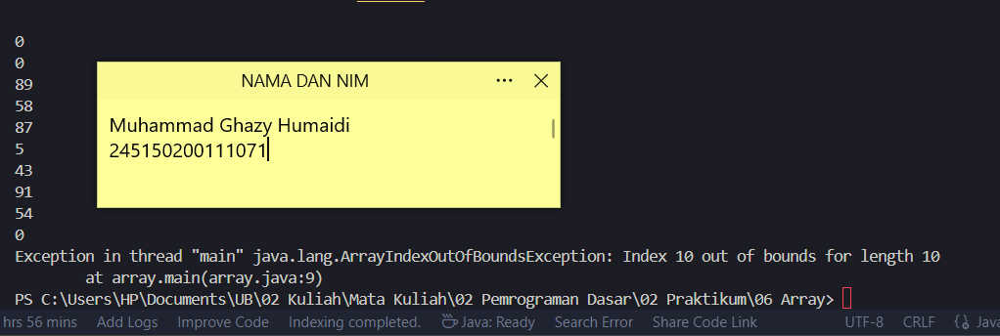 0
0
89
58
87
5
43
91
54
0
NAMA DAN NIM
Muhammad Ghazy Humaidi
245150200111071
Exception in thread "main" java.lang.ArrayIndexOutOfBoundsException: Index 10 out of bounds for length 10
at array.main(array.java:9)
PS C:\Users\HP\Documents\UB\02 Kuliah\Mata Kuliah\02 Pemrograman Dasar\02 Praktikum\06 Array>
hrs 56 mins Add Logs Improve Code Indexing completed. Java: Ready Search Error Share Code Link UTF-8 CRLF {} Java